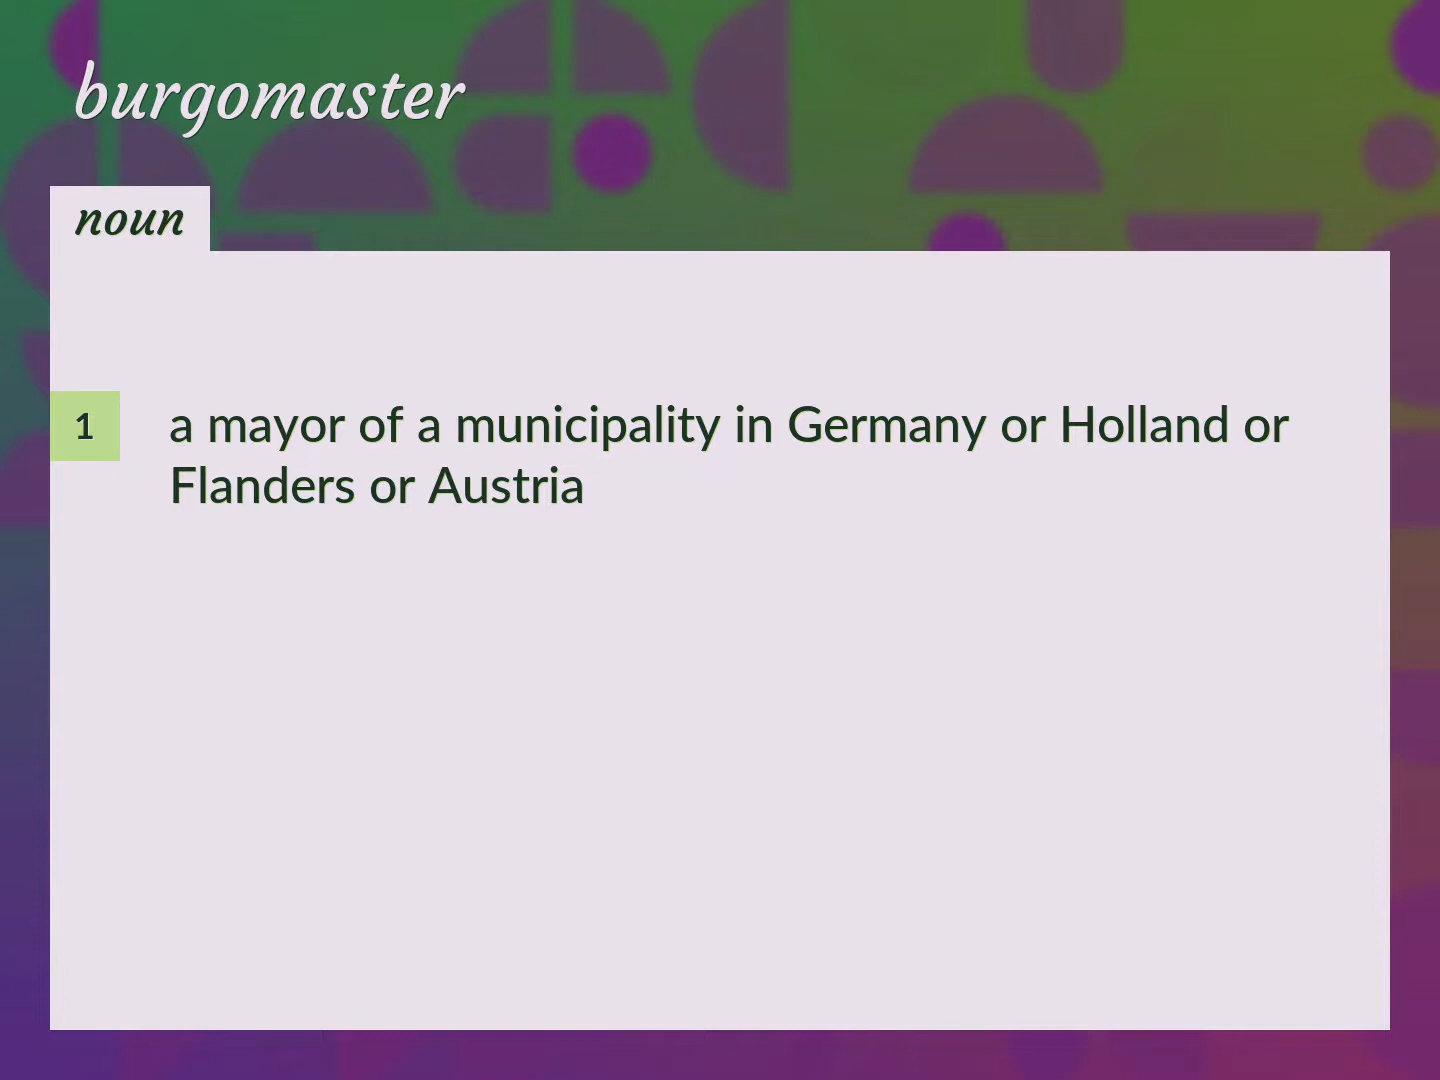 burgomaster
noun
1 a mayor of a municipality in Germany or Holland or
Flanders or Austria